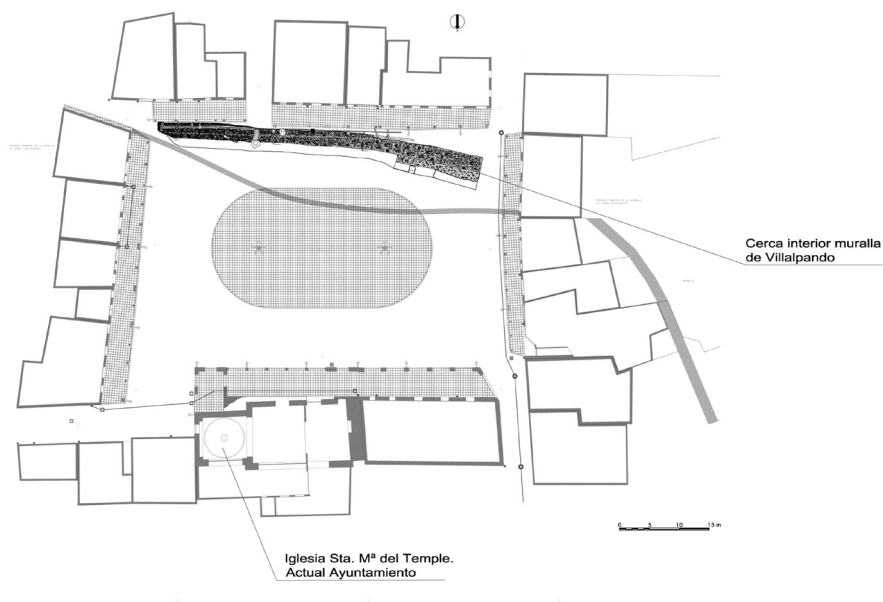 Cerca interior muralla
de Villalpando
0 5 10 15 m
Iglesia Sta. Mª del Temple.
Actual Ayuntamiento